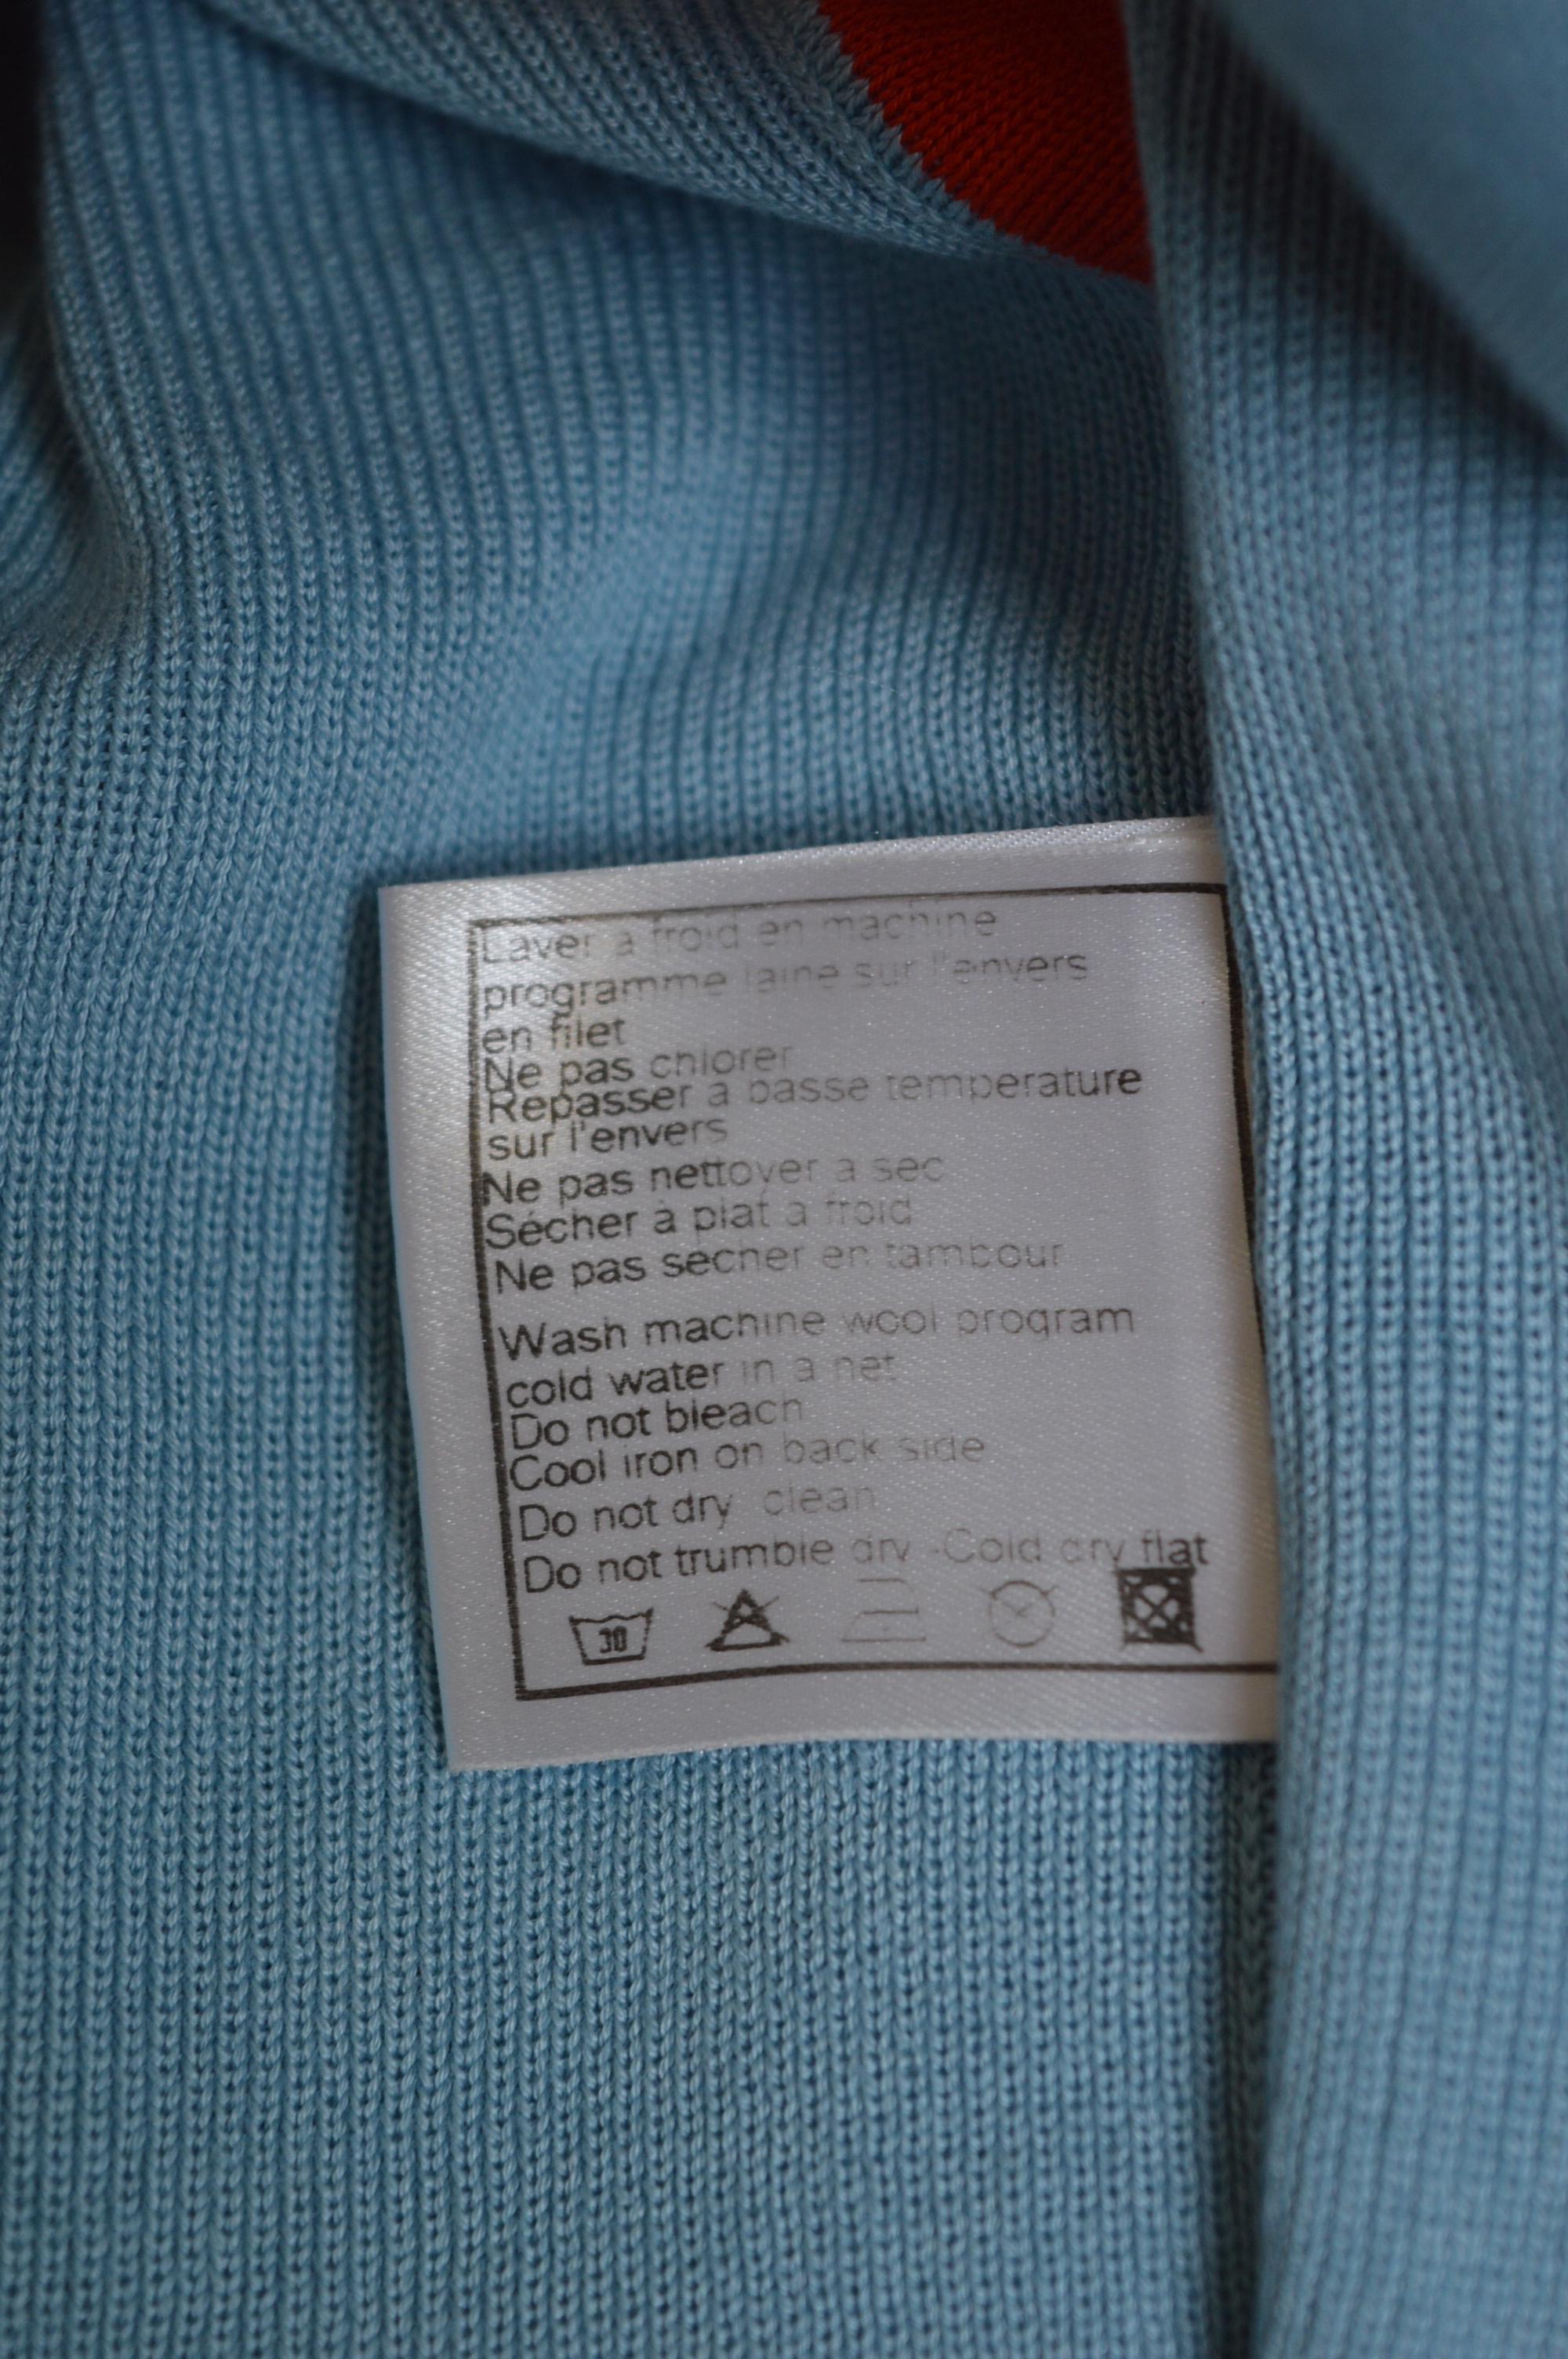 Laver à froid en machine
programme laine sur l'envers
en filet
Ne pas chlorer
Repasser à basse temperature
sur l'envers
Ne pas nettoyer à sec
Sécher à plat à froid
Ne pas sécher en tambour
Wash machine wool program
cold water in a net
Do not bleach
Cool iron on back side
Do not dry clean
Do not trumble dry -Cold dry flat
30